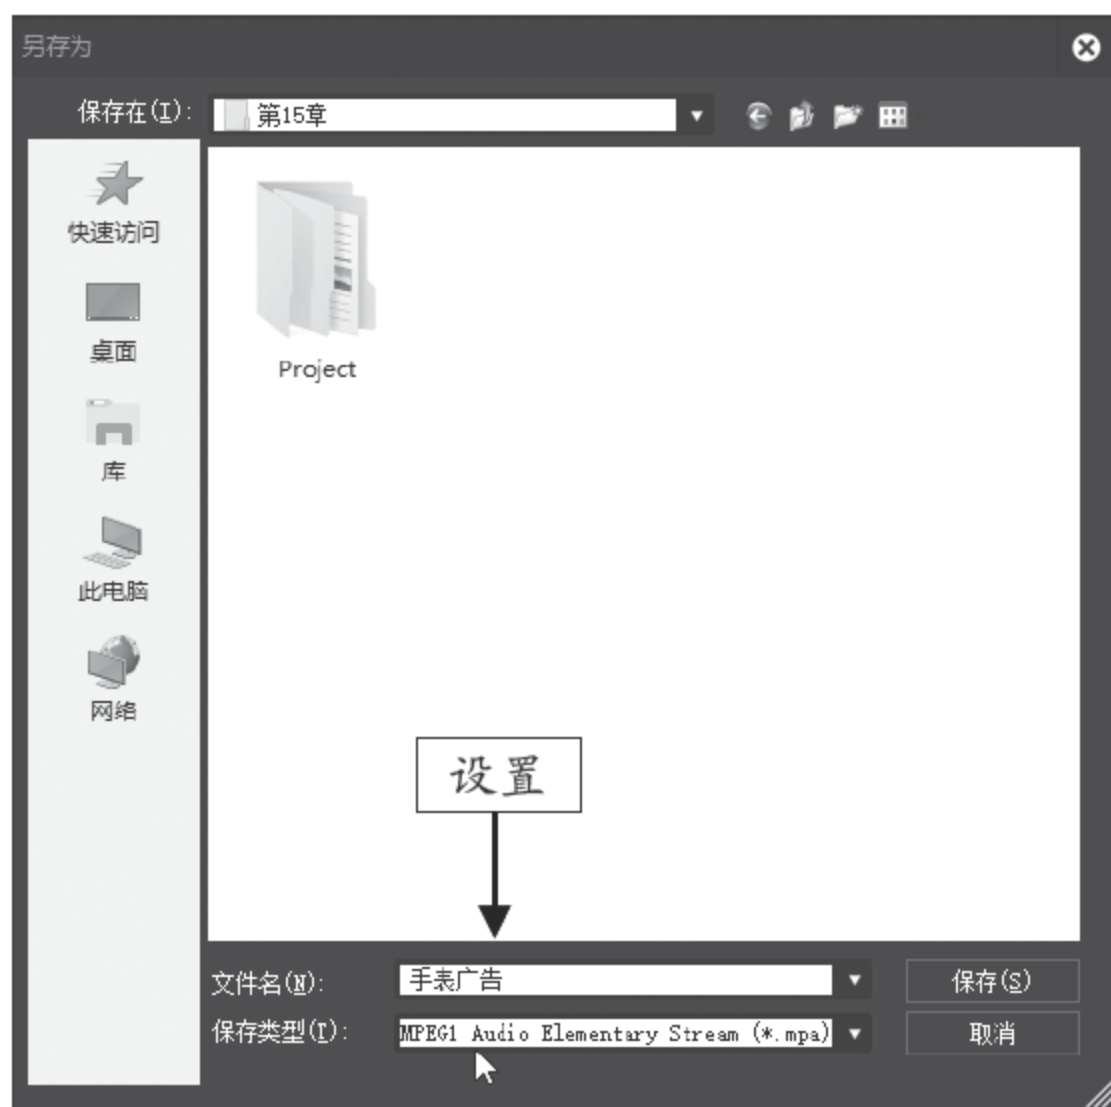 另存为
保存在(I):
第15章
快速访问
桌面
库
此电脑
网络
Project
设置
文件名(N):
手表广告
保存(S)
保存类型(T):
MPEG1 Audio Elementary Stream (*.mpa)
取消